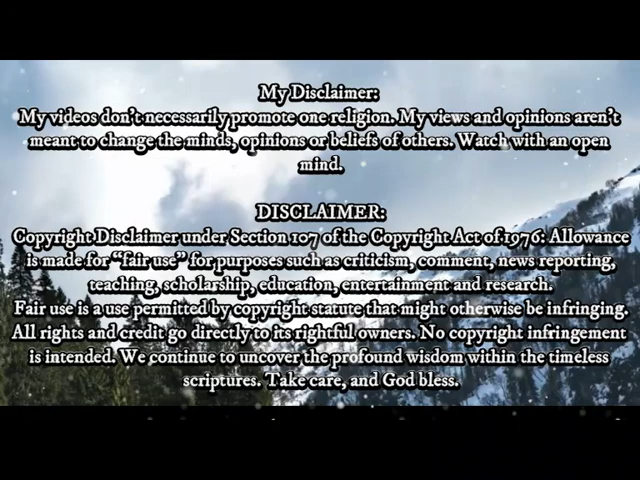 My Disclaimer:
My videos don't necessarily promote one religion. My views and opinions aren't
meant to change the minds, opinions or beliefs of others. Watch with an open
mind.
DISCLAIMER:
Copyright Disclaimer under Section 107 of the Copyright Act of 1976: Allowance
is made for "fair use" for purposes such as criticism, comment, news reporting,
teaching, scholarship, education, entertainment and research.
Fair use is a use permitted by copyright statute that might otherwise be infringing.
All rights and credit go directly to its rightful owners. No copyright infringement
is intended. We continue to uncover the profound wisdom within the timeless
scriptures. Take care, and God bless.